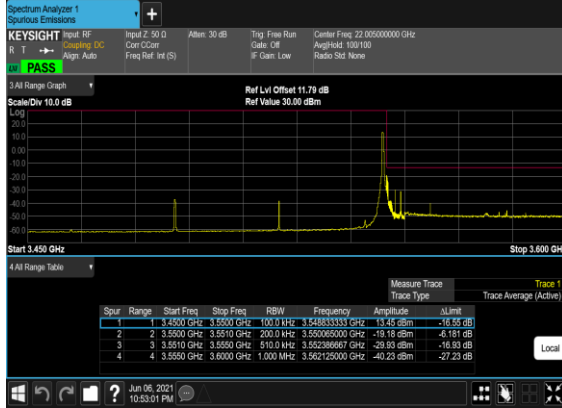 Spectrum Analyzer 1
Spurious Emissions
+
KEYSIGHT Input: RF Input Z: 50 Ω Atten: 30 dB Trig: Free Run Center Freq: 22.005000000 GHz
R T Coupling: DC Corr CCorr Gate: Off Avg|Hold: 100/100
Align: Auto Freq Ref: Int (S) IF Gain: Low Radio Std: None
LXI PASS
3 All Range Graph
Ref Lvl Offset 11.79 dB
Scale/Div 10.0 dB Ref Value 30.00 dBm
Log
20.0
10.0
0.00
-10.0
-20.0
-30.0
-40.0
-50.0
-60.0
Start 3.450 GHz Stop 3.600 GH
4 All Range Table
Measure Trace Trace 1
Trace Type Trace Average (Active)
Spur Range Start Freq Stop Freq RBW Frequency Amplitude ΔLimit
1 1 3.4500 GHz 3.5500 GHz 100.0 kHz 3.548833333 GHz 13.45 dBm -16.55 dB
2 2 3.5500 GHz 3.5510 GHz 200.0 kHz 3.550065000 GHz -19.18 dBm -6.181 dB
3 3 3.5510 GHz 3.5550 GHz 510.0 kHz 3.552386667 GHz -29.93 dBm -16.93 dB
4 4 3.5550 GHz 3.6000 GHz 1.000 MHz 3.562125000 GHz -40.23 dBm -27.23 dB
Local
? Jun 06, 2021
10:53:01 PM